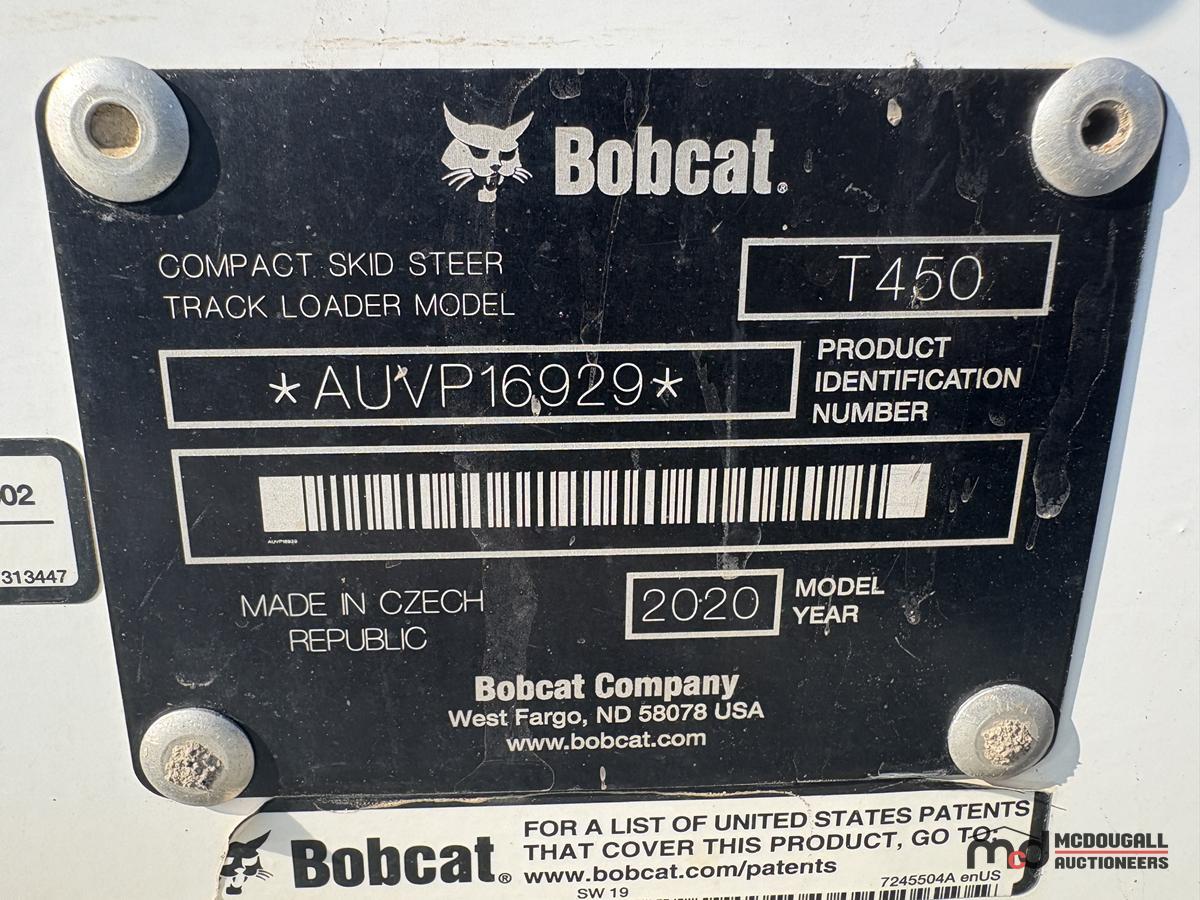 Bobcat®
COMPACT SKID STEER
TRACK LOADER MODEL
T450
*AUVP16929*
PRODUCT
IDENTIFICATION
NUMBER
AUVP16929
MADE IN CZECH
REPUBLIC
2020
MODEL
YEAR
Bobcat Company
West Fargo, ND 58078 USA
www.bobcat.com
02
313447
Bobcat®
FOR A LIST OF UNITED STATES PATENTS
THAT COVER THIS PRODUCT, GO TO:
www.bobcat.com/patents
SW 19
7245504A enUS
mcd
MCDOUGALL
AUCTIONEERS